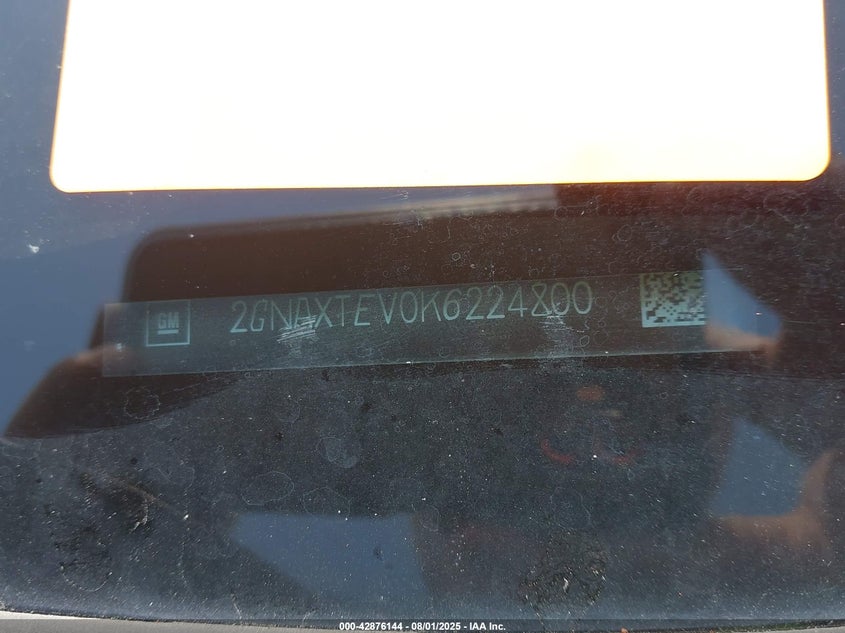 GM 2GNAXTEV0K6224800
000-42876144 - 08/01/2025 - IAA Inc.